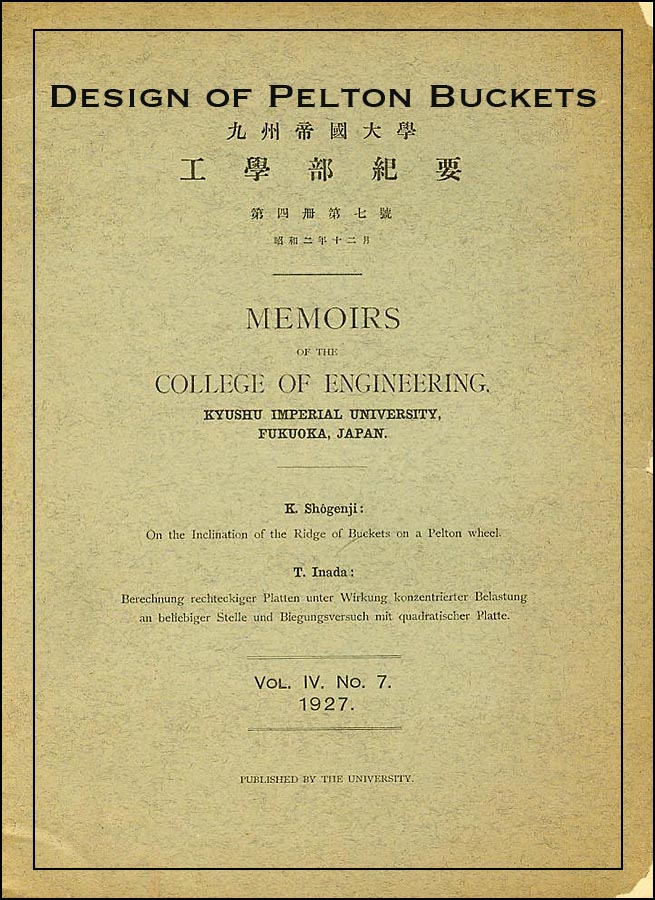 Design of Pelton Buckets
九州帝國大學
工學部紀要
第四册第七號
昭和二年十二月
MEMOIRS
OF THE
COLLEGE OF ENGINEERING,
KYUSHU IMPERIAL UNIVERSITY,
FUKUOKA, JAPAN.
K. Shôgenji:
On the Inclination of the Ridge of Buckets on a Pelton wheel.
T. Inada:
Berechnung rechteckiger Platten unter Wirkung konzentrierter Belastung
an beliebiger Stelle und Biegungsversuch mit quadratischer Platte.
Vol. IV. No. 7.
1927.
PUBLISHED BY THE UNIVERSITY.